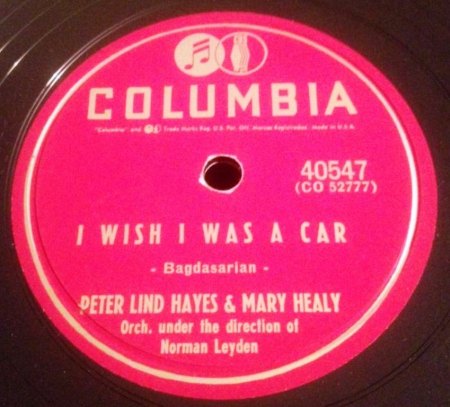 COLUMBIA
"Columbia" and Trade Marks Reg. U.S. Pat. Off. Marcas Registradas. Made in U.S.A.
40547
(CO 52777)
I WISH I WAS A CAR
- Bagdasarian -
PETER LIND HAYES & MARY HEALY
Orch. under the direction of
Norman Leyden